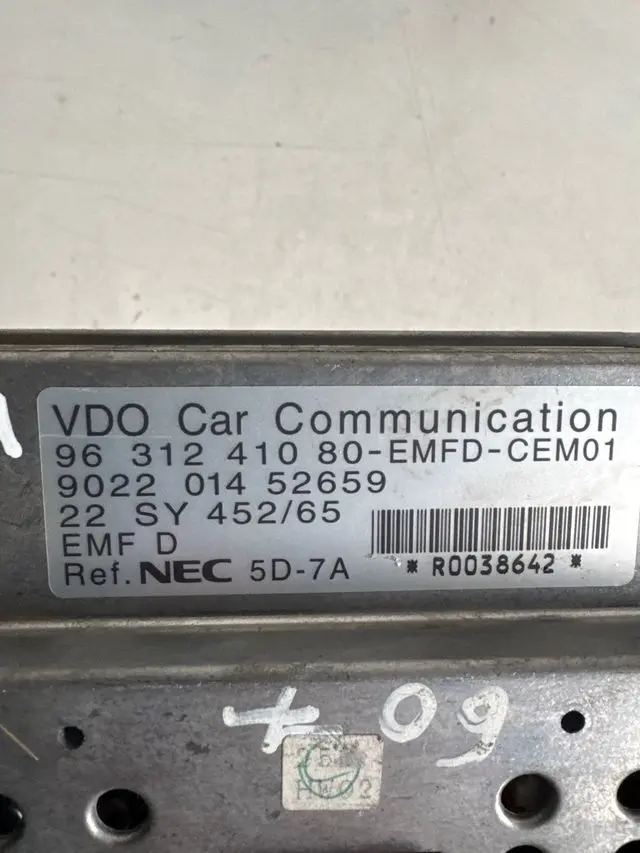 VDO Car Communication
96 312 410 80-EMFD-CEM01
9022 014 52659
22 SY 452/65
EMF D
Ref. NEC 5D-7A
* R0038642 *
+ 09
HW02